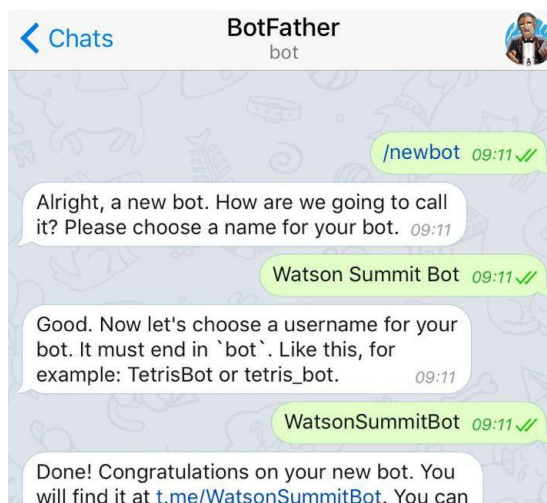 Chats
BotFather
bot
/newbot 09:11
Alright, a new bot. How are we going to call
it? Please choose a name for your bot. 09:11
Watson Summit Bot 09:11
Good. Now let's choose a username for your
bot. It must end in `bot`. Like this, for
example: TetrisBot or tetris_bot. 09:11
WatsonSummitBot 09:11
Done! Congratulations on your new bot. You
will find it at t.me/WatsonSummitBot. You can